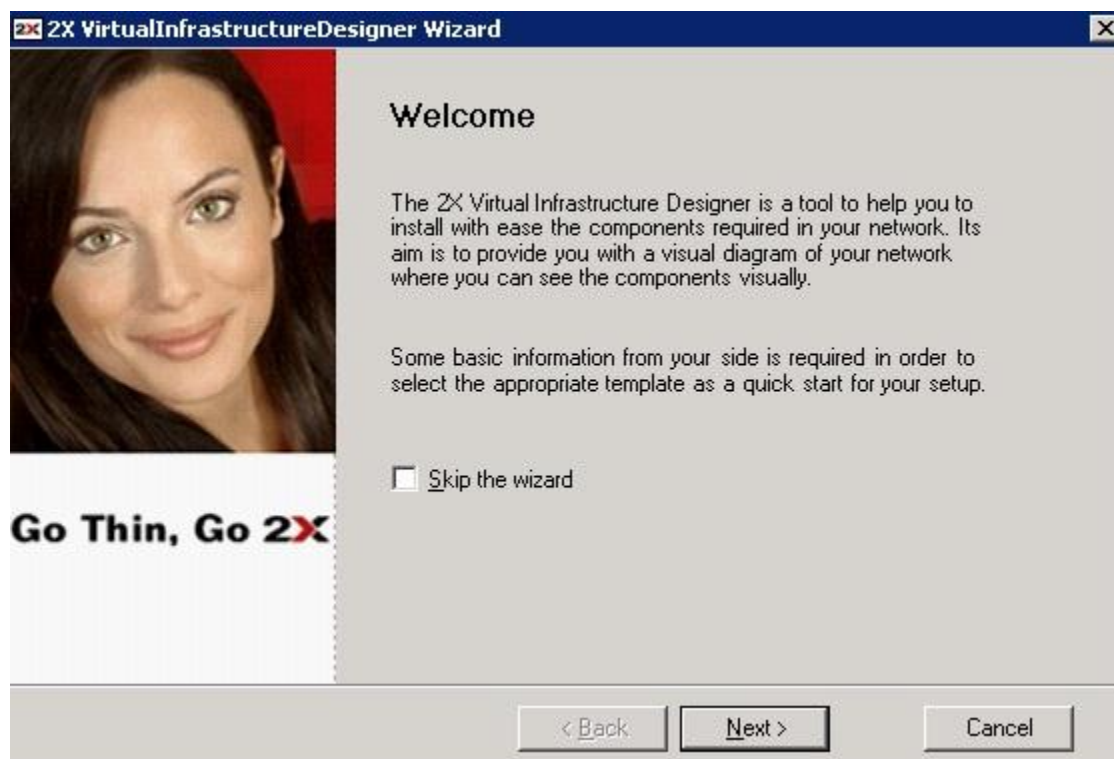 2X 2X VirtualInfrastructureDesigner Wizard
Welcome
The 2X Virtual Infrastructure Designer is a tool to help you to
install with ease the components required in your network. Its
aim is to provide you with a visual diagram of your network
where you can see the components visually.
Some basic information from your side is required in order to
select the appropriate template as a quick start for your setup.
Skip the wizard
Go Thin, Go 2X
< Back
Next >
Cancel